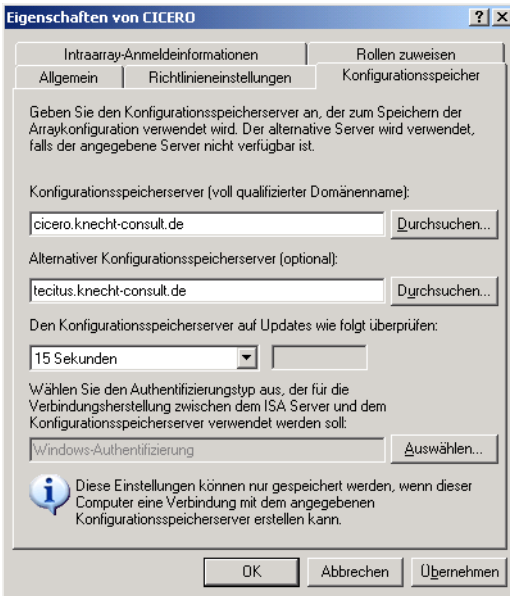 Eigenschaften von CICERO
Intraarray-Anmeldeinformationen
Rollen zuweisen
Allgemein
Richtlinieneinstellungen
Konfigurationsspeicher
Geben Sie den Konfigurationsspeicherserver an, der zum Speichern der
Arraykonfiguration verwendet wird. Der alternative Server wird verwendet,
falls der angegebene Server nicht verfügbar ist.
Konfigurationsspeicherserver (voll qualifizierter Domänenname):
cicero.knecht-consult.de
Durchsuchen...
Alternativer Konfigurationsspeicherserver (optional):
tecitus.knecht-consult.de
Durchsuchen...
Den Konfigurationsspeicherserver auf Updates wie folgt überprüfen:
15 Sekunden
Wählen Sie den Authentifizierungstyp aus, der für die
Verbindungsherstellung zwischen dem ISA Server und dem
Konfigurationsspeicherserver verwendet werden soll:
Windows-Authentifizierung
Auswählen...
Diese Einstellungen können nur gespeichert werden, wenn dieser
Computer eine Verbindung mit dem angegebenen
Konfigurationsspeicherserver erstellen kann.
OK
Abbrechen
Übernehmen